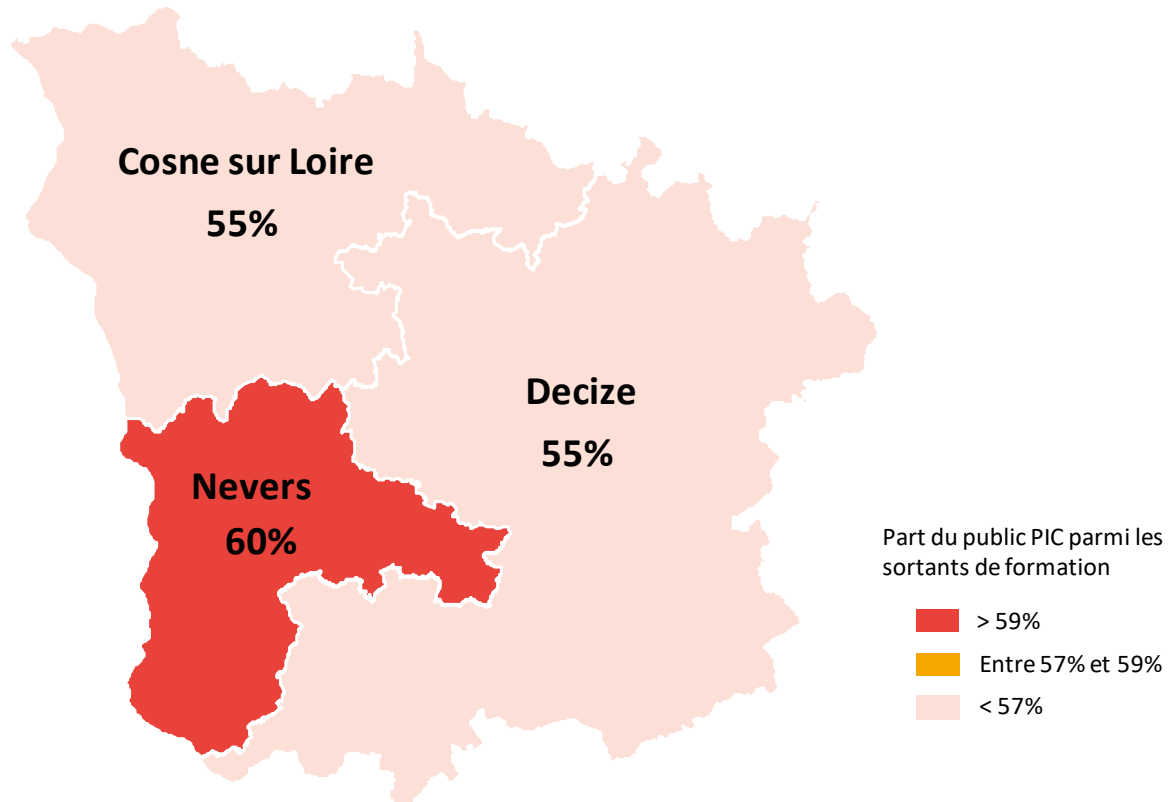 Cosne sur Loire
55%
Decize
55%
Nevers
60%
Part du public PIC parmi les
sortants de formation
> 59%
Entre 57% et 59%
< 57%